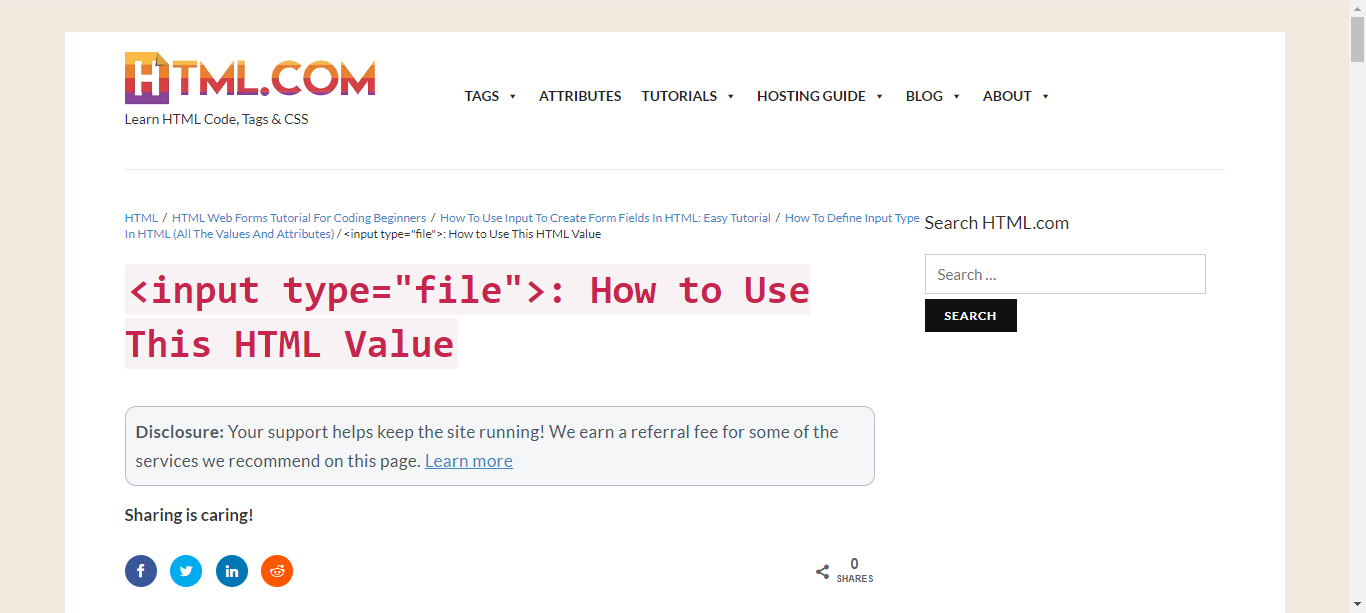 HTML.COM
Learn HTML Code, Tags & CSS
TAGS ATTRIBUTES TUTORIALS HOSTING GUIDE BLOG ABOUT
HTML / HTML Web Forms Tutorial For Coding Beginners / How To Use Input To Create Form Fields In HTML: Easy Tutorial / How To Define Input Type
In HTML (All The Values And Attributes) / <input type="file">: How to Use This HTML Value
<input type="file">: How to Use
This HTML Value
Disclosure: Your support helps keep the site running! We earn a referral fee for some of the
services we recommend on this page. Learn more
Sharing is caring!
0
SHARES
Search HTML.com
Search ...
SEARCH